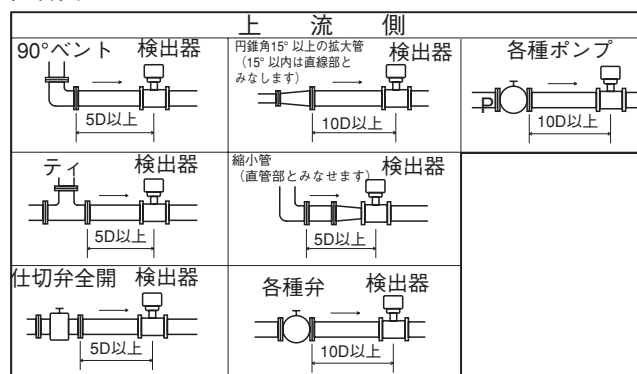 上流側
90°ベント 検出器
5D以上
円錐角15°以上の拡大管
(15°以内は直線部と
みなします)
検出器
10D以上
各種ポンプ
P
10D以上
ティ 検出器
5D以上
縮小管
(直管部とみなせます)
検出器
5D以上
仕切弁全開 検出器
5D以上
各種弁 検出器
10D以上